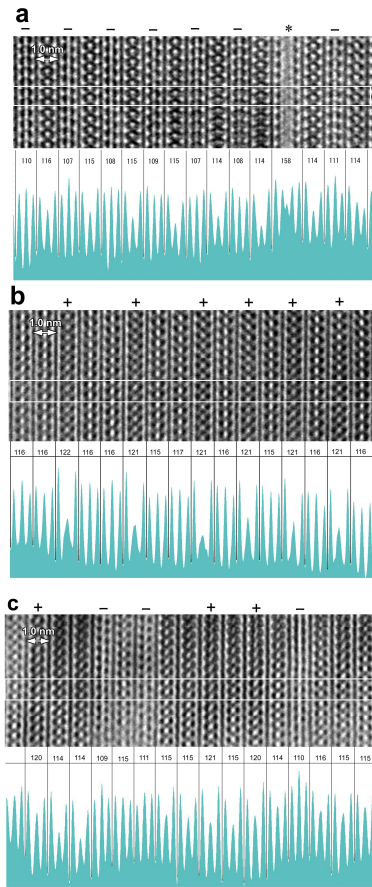 a
− − − − − − * −
1.0 nm
110 116 107 115 108 115 109 115 107 114 108 114 158 114 111 114
b
+ + + + + + +
1.0 nm
116 116 122 116 116 121 115 117 121 116 121 115 121 116 121 116
c
+ − − + + −
1.0 nm
120 114 114 109 115 111 115 115 121 115 120 114 110 116 115 115